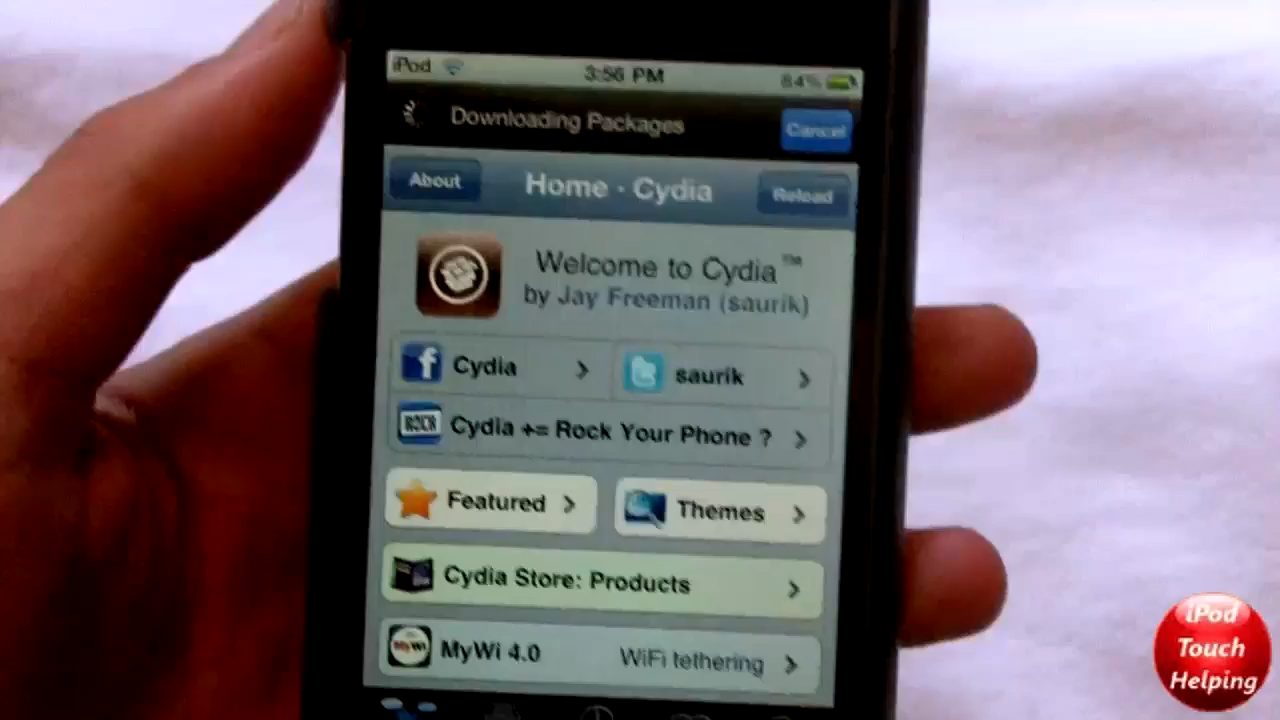 iPod 3:56 PM 84%
Downloading Packages Cancel
About Home · Cydia Reload
Welcome to Cydia™
by Jay Freeman (saurik)
Cydia saurik
ROCK Cydia += Rock Your Phone ?
Featured Themes
Cydia Store: Products
MyWi MyWi 4.0 WiFi tethering
iPod
Touch
Helping